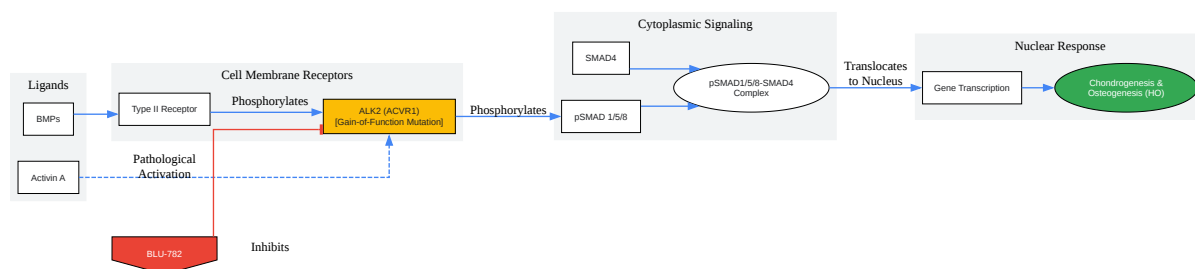 Ligands
BMPs
Activin A
Cell Membrane Receptors
Type II Receptor
Phosphorylates
ALK2 (ACVR1)
[Gain-of-Function Mutation]
Pathological
Activation
BLU-782
Inhibits
Phosphorylates
Cytoplasmic Signaling
SMAD4
pSMAD 1/5/8
pSMAD1/5/8-SMAD4
Complex
Translocates
to Nucleus
Nuclear Response
Gene Transcription
Chondrogenesis &
Osteogenesis (HO)